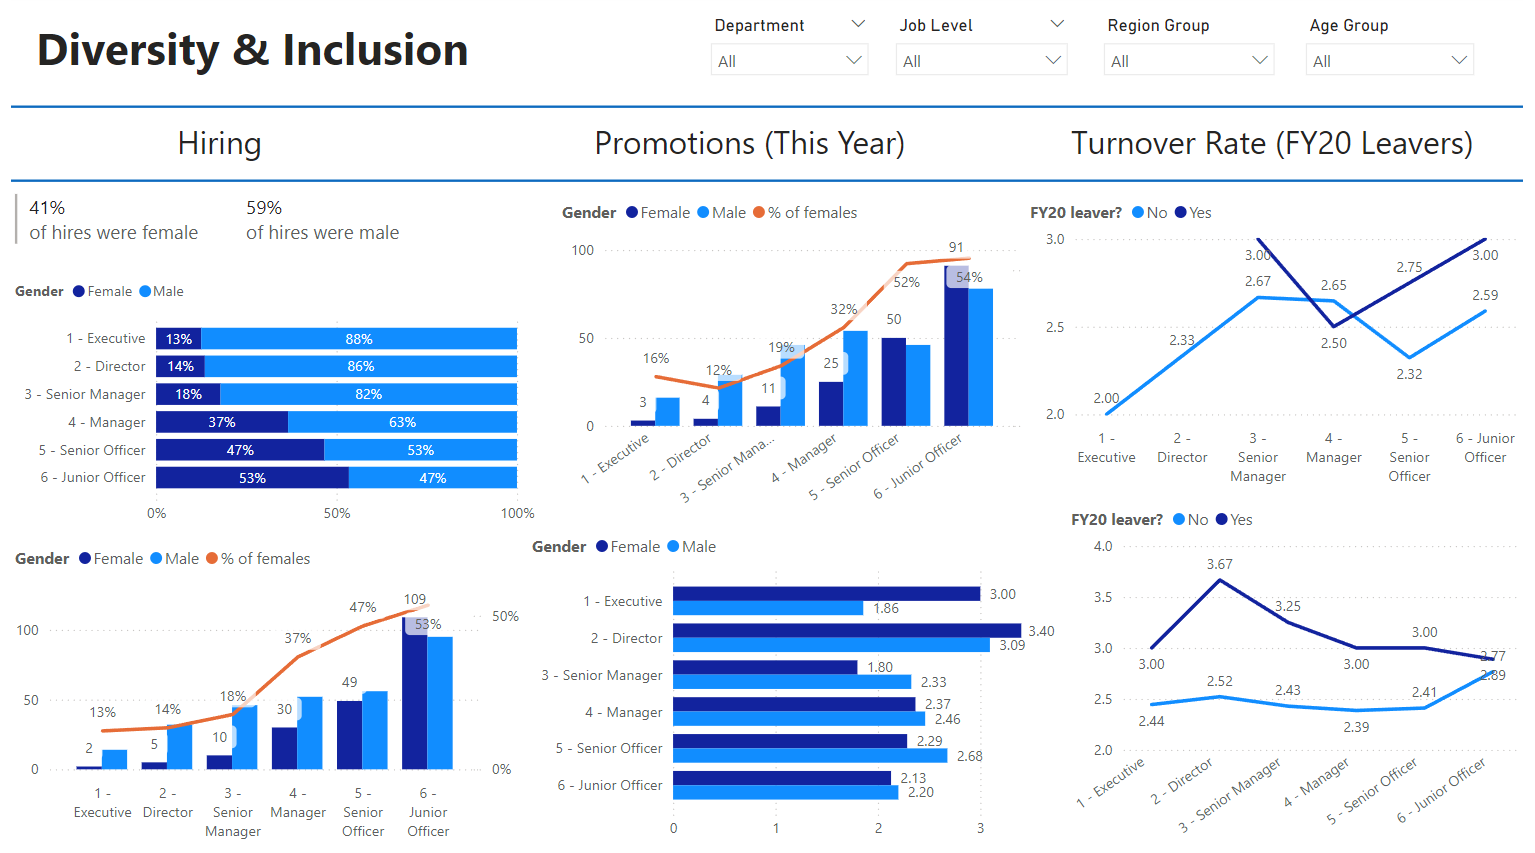 Diversity & Inclusion
Department
Job Level
Region Group
Age Group
All
All
All
All
Hiring
Promotions (This Year)
Turnover Rate (FY20 Leavers)
41%
of hires were female
59%
of hires were male
Gender Female Male
1 - Executive 13% 88%
2 - Director 14% 86%
3 - Senior Manager 18% 82%
4 - Manager 37% 63%
5 - Senior Officer 47% 53%
6 - Junior Officer 53% 47%
0% 50% 100%
Gender Female Male % of females
100
50
0
50%
0%
13% 14% 18% 37% 47% 53%
2 5 10 30 49 109
1 -
Executive
2 -
Director
3 -
Senior
Manager
4 -
Manager
5 -
Senior
Officer
6 -
Junior
Officer
Gender Female Male % of females
100
50
0
16% 12% 19% 32% 52% 54%
3 4 11 25 50 91
1 - Executive
2 - Director
3 - Senior Mana...
4 - Manager
5 - Senior Officer
6 - Junior Officer
Gender Female Male
1 - Executive 3.00 1.86
2 - Director 3.40 3.09
3 - Senior Manager 1.80 2.33
4 - Manager 2.37 2.46
5 - Senior Officer 2.29 2.68
6 - Junior Officer 2.13 2.20
0 1 2 3
FY20 leaver? No Yes
3.0
2.5
2.0
3.00 2.50 2.75 3.00
2.00 2.33 2.67 2.65 2.32 2.59
1 -
Executive
2 -
Director
3 -
Senior
Manager
4 -
Manager
5 -
Senior
Officer
6 - Junior
Officer
FY20 leaver? No Yes
4.0
3.5
3.0
2.5
2.0
3.00 3.67 3.25 3.00 3.00 2.89
2.44 2.52 2.43 2.39 2.41 2.77
1 - Executive
2 - Director
3 - Senior Manager
4 - Manager
5 - Senior Officer
6 - Junior Officer